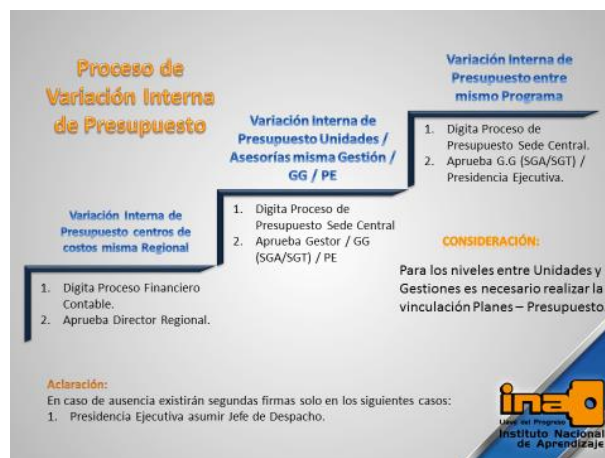 Proceso de
Variación Interna
de Presupuesto
Variación Interna de
Presupuesto centros de
costos misma Regional
1. Digita Proceso Financiero
Contable.
2. Aprueba Director Regional.
Variación Interna de
Presupuesto Unidades /
Asesorías misma Gestión /
GG / PE
1. Digita Proceso de
Presupuesto Sede Central
2. Aprueba Gestor / GG
(SGA/SGT) / PE
Variación Interna de
Presupuesto entre
mismo Programa
1. Digita Proceso de
Presupuesto Sede Central.
2. Aprueba G.G (SGA/SGT) /
Presidencia Ejecutiva.
CONSIDERACIÓN:
Para los niveles entre Unidades y
Gestiones es necesario realizar la
vinculación Planes – Presupuesto
Aclaración:
En caso de ausencia existirán segundas firmas solo en los siguientes casos:
1. Presidencia Ejecutiva asumir Jefe de Despacho.
ina
Llave del Progreso
Instituto Nacional
de Aprendizaje